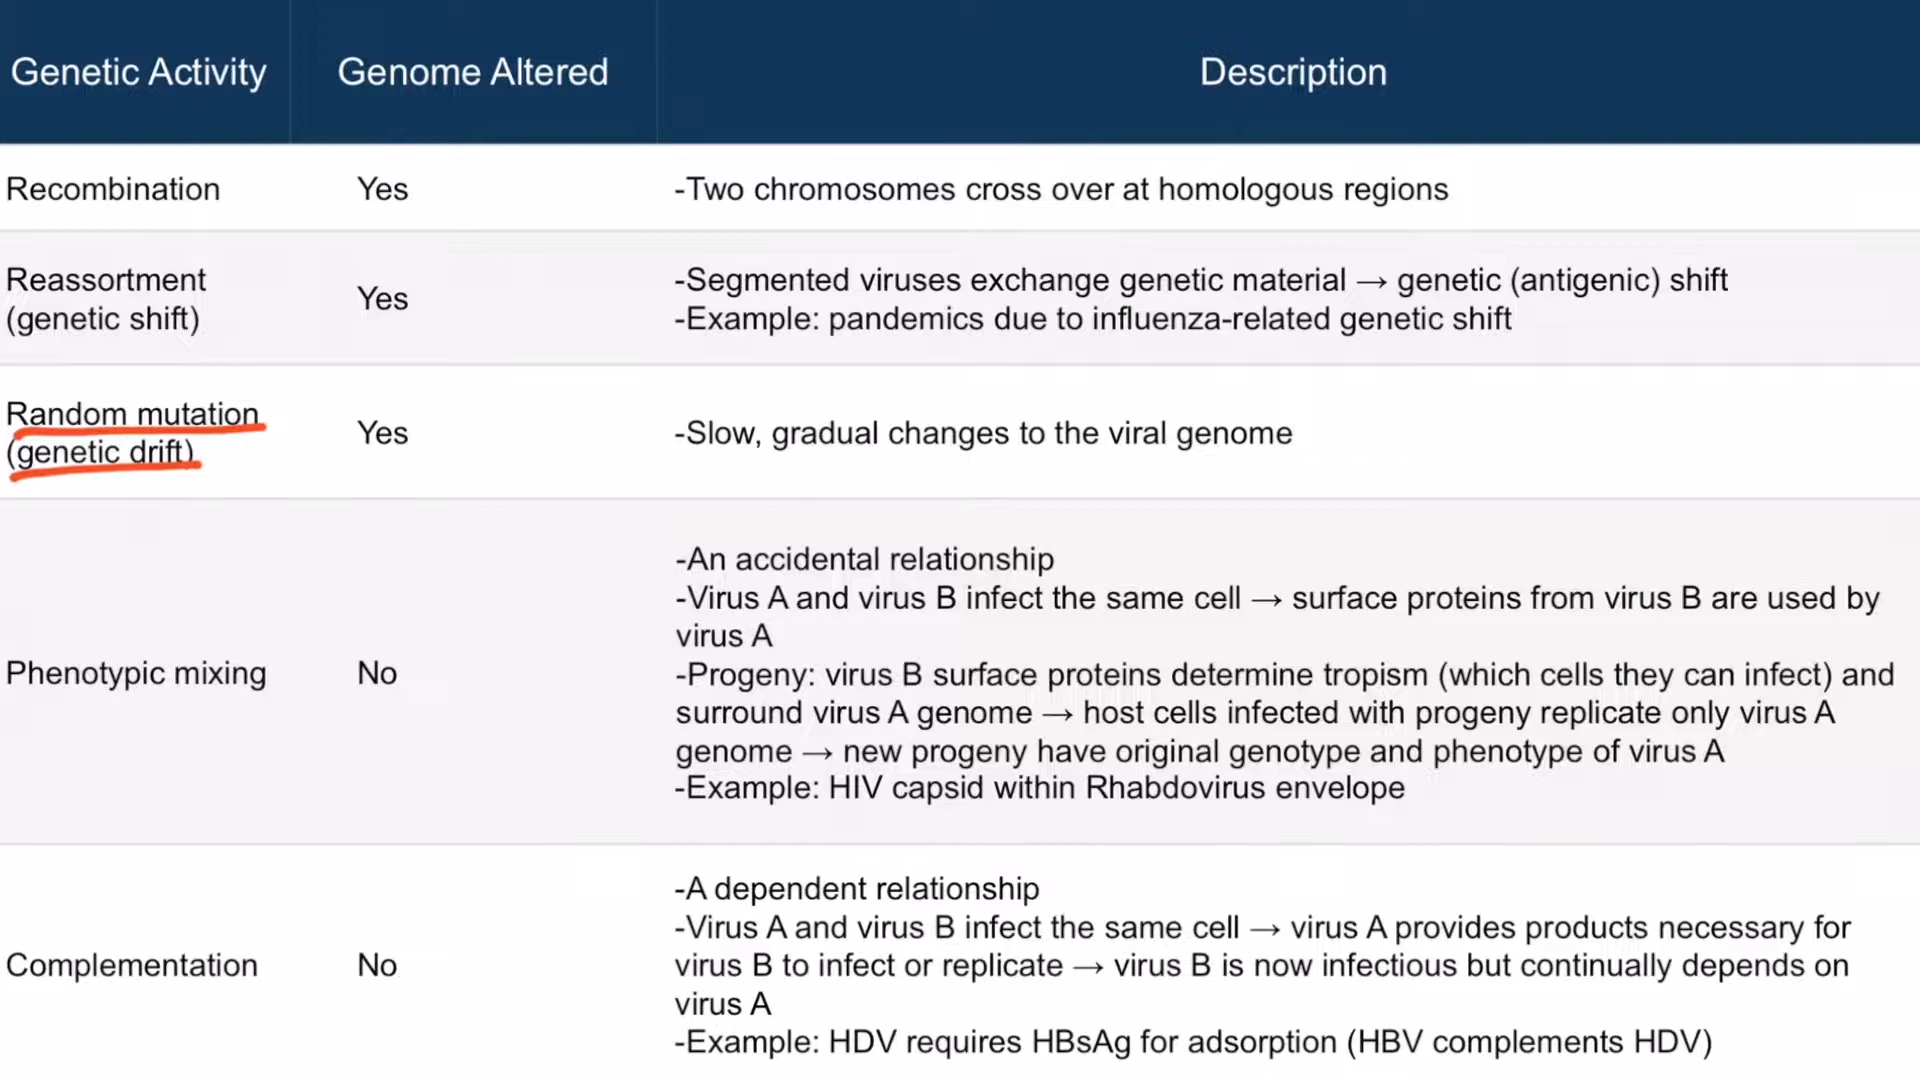 Genetic Activity Genome Altered Description
Recombination Yes -Two chromosomes cross over at homologous regions
Reassortment
(genetic shift)
Yes
-Segmented viruses exchange genetic material → genetic (antigenic) shift
-Example: pandemics due to influenza-related genetic shift
Random mutation
(genetic drift)
Yes
-Slow, gradual changes to the viral genome
Phenotypic mixing
No
-An accidental relationship
-Virus A and virus B infect the same cell → surface proteins from virus B are used by
virus A
-Progeny: virus B surface proteins determine tropism (which cells they can infect) and
surround virus A genome → host cells infected with progeny replicate only virus A
genome → new progeny have original genotype and phenotype of virus A
-Example: HIV capsid within Rhabdovirus envelope
Complementation
No
-A dependent relationship
-Virus A and virus B infect the same cell → virus A provides products necessary for
virus B to infect or replicate → virus B is now infectious but continually depends on
virus A
-Example: HDV requires HBsAg for adsorption (HBV complements HDV)